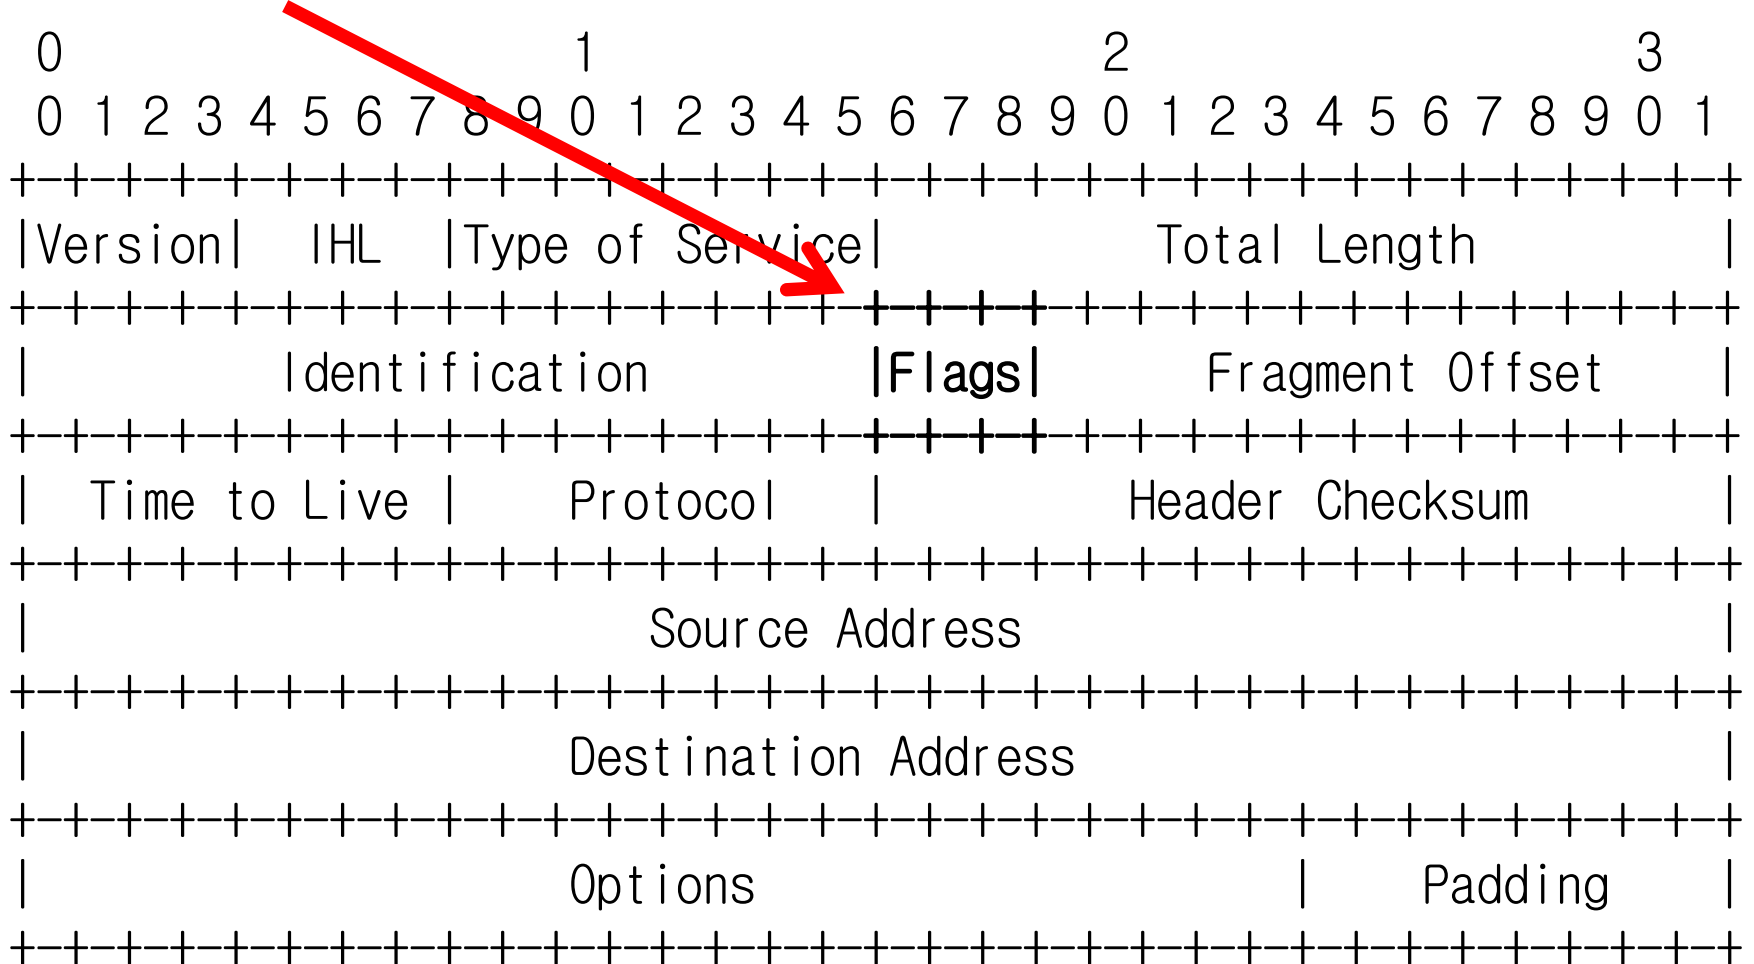 0                   1                   2                   3
0 1 2 3 4 5 6 7 8 9 0 1 2 3 4 5 6 7 8 9 0 1 2 3 4 5 6 7 8 9 0 1
+-+-+-+-+-+-+-+-+-+-+-+-+-+-+-+-+-+-+-+-+-+-+-+-+-+-+-+-+-+-+-+-+
|Version|  IHL  |Type of Service|          Total Length         |
+-+-+-+-+-+-+-+-+-+-+-+-+-+-+-+-+-+-+-+-+-+-+-+-+-+-+-+-+-+-+-+-+
|         Identification        |Flags|      Fragment Offset    |
+-+-+-+-+-+-+-+-+-+-+-+-+-+-+-+-+-+-+-+-+-+-+-+-+-+-+-+-+-+-+-+-+
|  Time to Live |    Protocol   |         Header Checksum       |
+-+-+-+-+-+-+-+-+-+-+-+-+-+-+-+-+-+-+-+-+-+-+-+-+-+-+-+-+-+-+-+-+
|                       Source Address                          |
+-+-+-+-+-+-+-+-+-+-+-+-+-+-+-+-+-+-+-+-+-+-+-+-+-+-+-+-+-+-+-+-+
|                    Destination Address                        |
+-+-+-+-+-+-+-+-+-+-+-+-+-+-+-+-+-+-+-+-+-+-+-+-+-+-+-+-+-+-+-+-+
|                    Options                    |    Padding    |
+-+-+-+-+-+-+-+-+-+-+-+-+-+-+-+-+-+-+-+-+-+-+-+-+-+-+-+-+-+-+-+-+